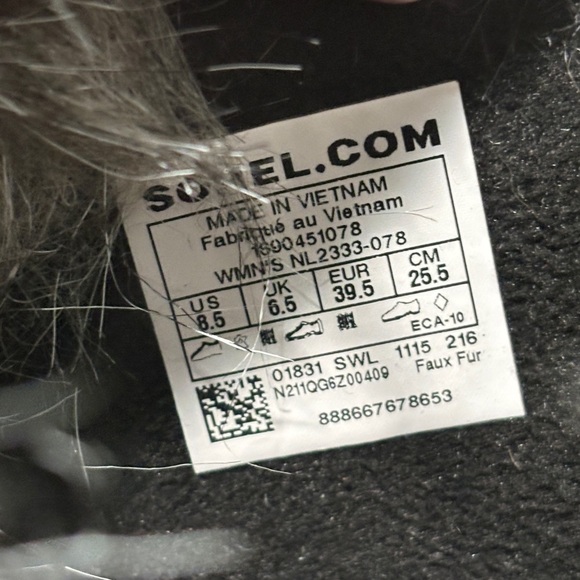 SOREL.COM
MADE IN VIETNAM
Fabriqué au Vietnam
1590451078
WMN'S NL2333-078
US UK EUR CM
8.5 6.5 39.5 25.5
ECA-10
01831 SWL 1115 216
N211QG6Z00409 Faux Fur
888667678653